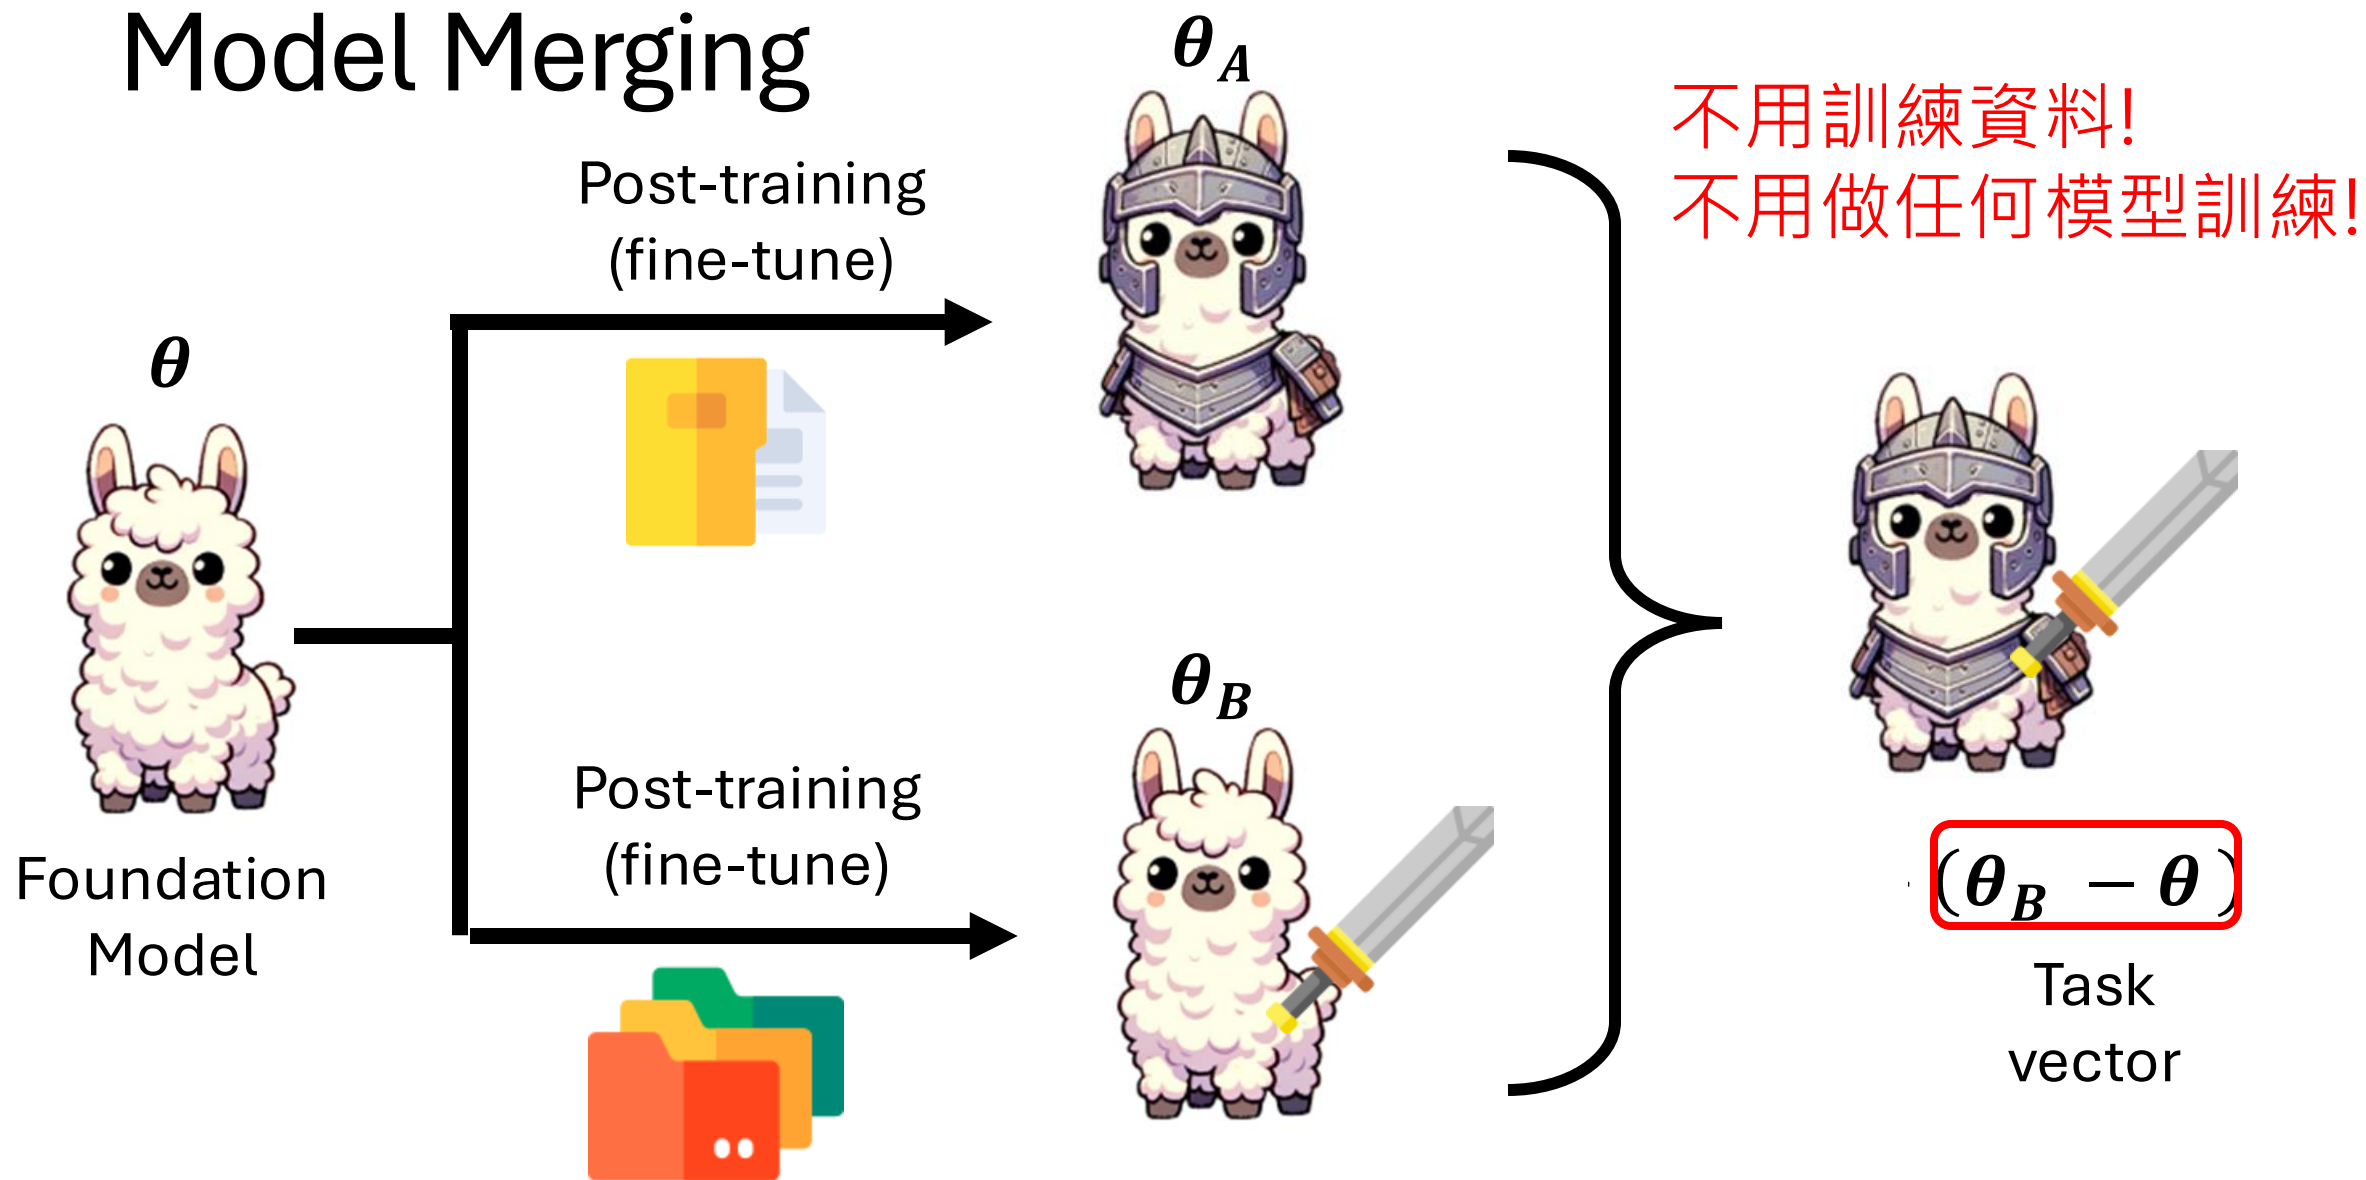 Model Merging
θ_A
不用訓練資料!
不用做任何模型訓練!
Post-training
(fine-tune)
θ
Foundation
Model
θ_B
Post-training
(fine-tune)
(θ_B − θ)
Task
vector